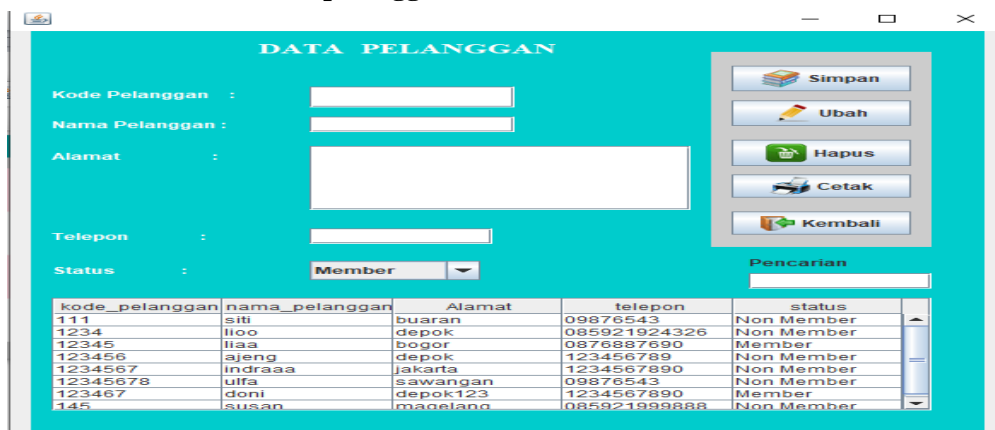 DATA PELANGGAN
Kode Pelanggan :
Nama Pelanggan :
Alamat :
Telepon :
Status : Member
Simpan
Ubah
Hapus
Cetak
Kembali
Pencarian
kode_pelanggan nama_pelanggan Alamat telepon status
111 siti buaran 09876543 Non Member
1234 lioo depok 085921924326 Non Member
12345 liaa bogor 0876887690 Member
123456 ajeng depok 123456789 Non Member
1234567 indraaa jakarta 1234567890 Non Member
12345678 ulfa sawangan 09876543 Non Member
123467 doni depok123 1234567890 Member
145 susan magelang 085921999888 Non Member